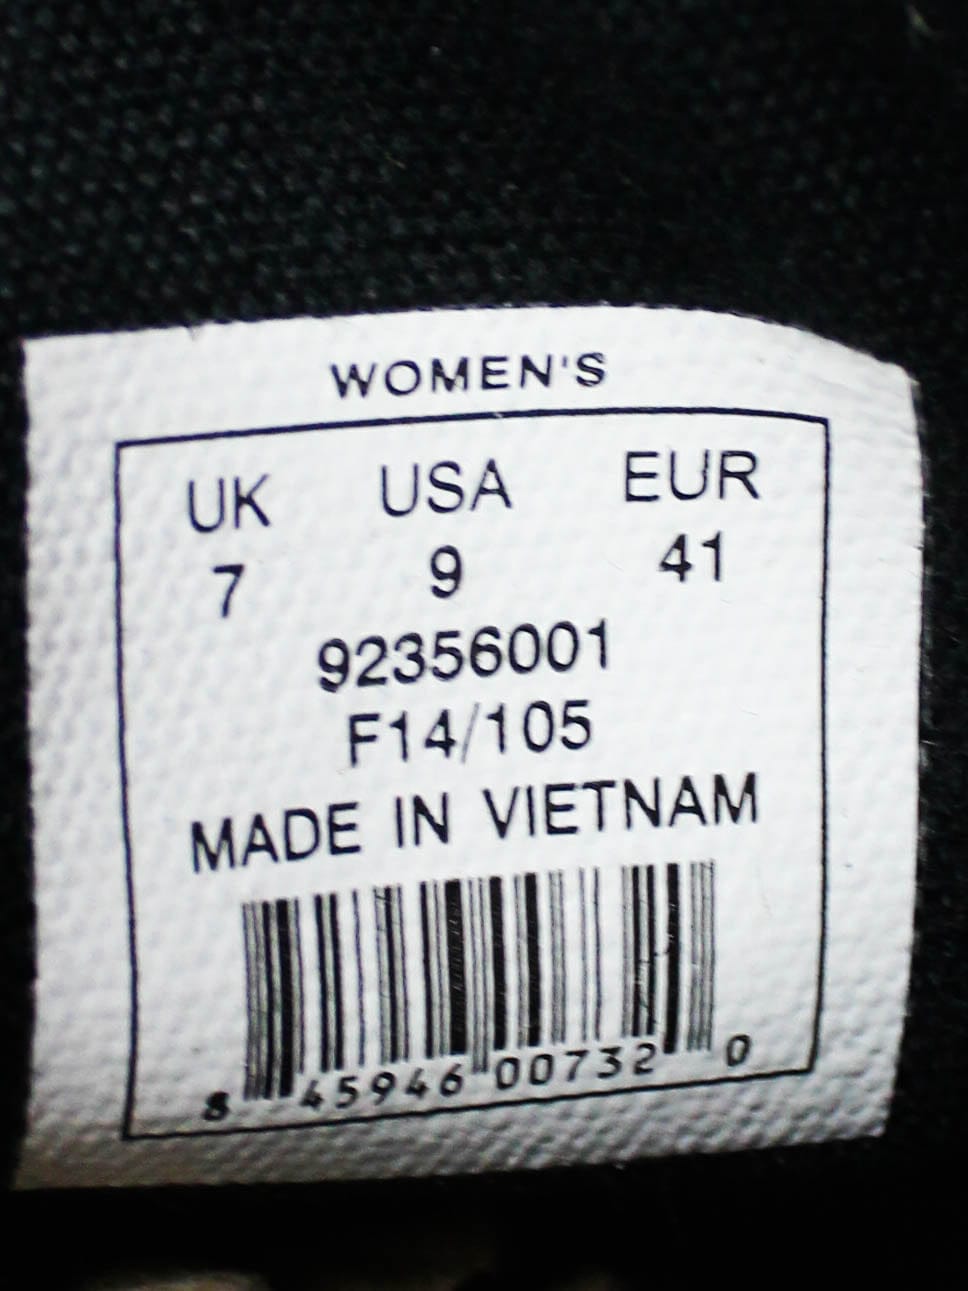 WOMEN'S
UK USA EUR
7 9 41
92356001
F14/105
MADE IN VIETNAM
8 45946 00732 0